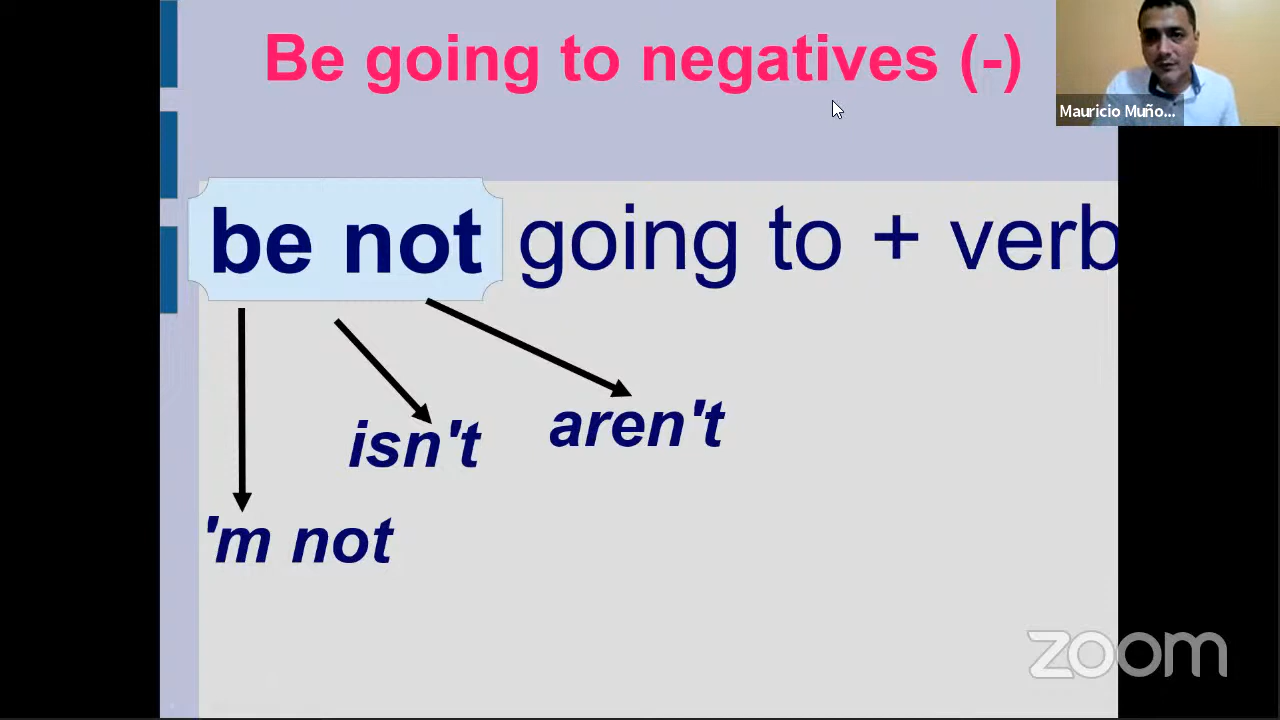 Be going to negatives (-)
Mauricio Muño...
be not going to + verb
isn't
aren't
'm not
zoom